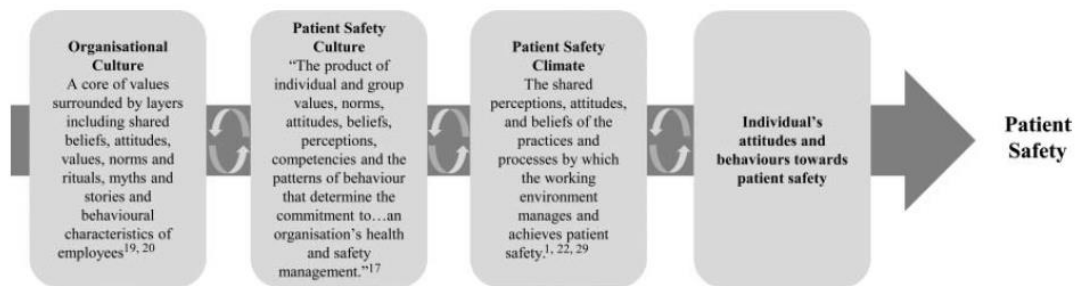 Organisational
Culture
A core of values
surrounded by layers
including shared
beliefs, attitudes,
values, norms and
rituals, myths and
stories and
behavioural
characteristics of
employees19, 20
Patient Safety
Culture
“The product of
individual and group
values, norms,
attitudes, beliefs,
perceptions,
competencies and the
patterns of behaviour
that determine the
commitment to…an
organisation’s health
and safety
management.”17
Patient Safety
Climate
The shared
perceptions, attitudes,
and beliefs of the
practices and
processes by which
the working
environment
manages and
achieves patient
safety.1, 22, 29
Individual’s
attitudes and
behaviours towards
patient safety
Patient
Safety